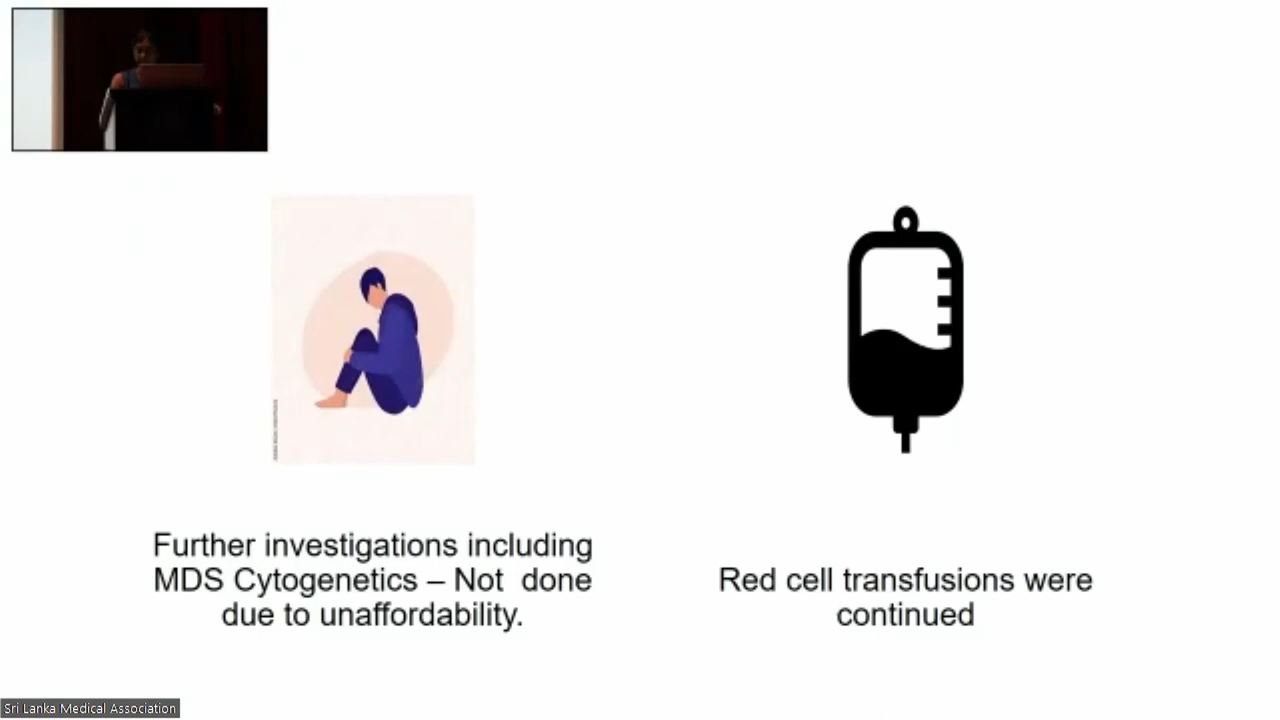 Further investigations including
MDS Cytogenetics – Not done
due to unaffordability.
Red cell transfusions were
continued
Sri Lanka Medical Association